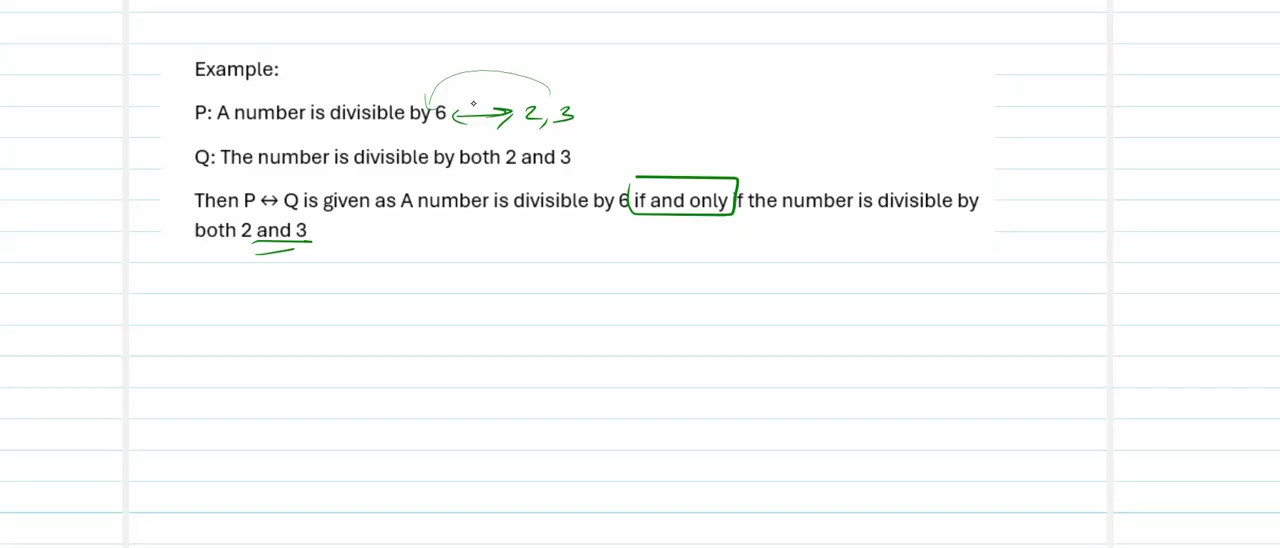 Example:
P: A number is divisible by 6 ⟷ 2, 3
Q: The number is divisible by both 2 and 3
Then P ↔ Q is given as A number is divisible by 6 if and only if the number is divisible by
both 2 and 3